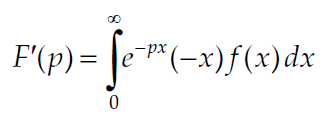 F′(p) = ∫₀^∞ e^{−px}(−x)f(x)dx